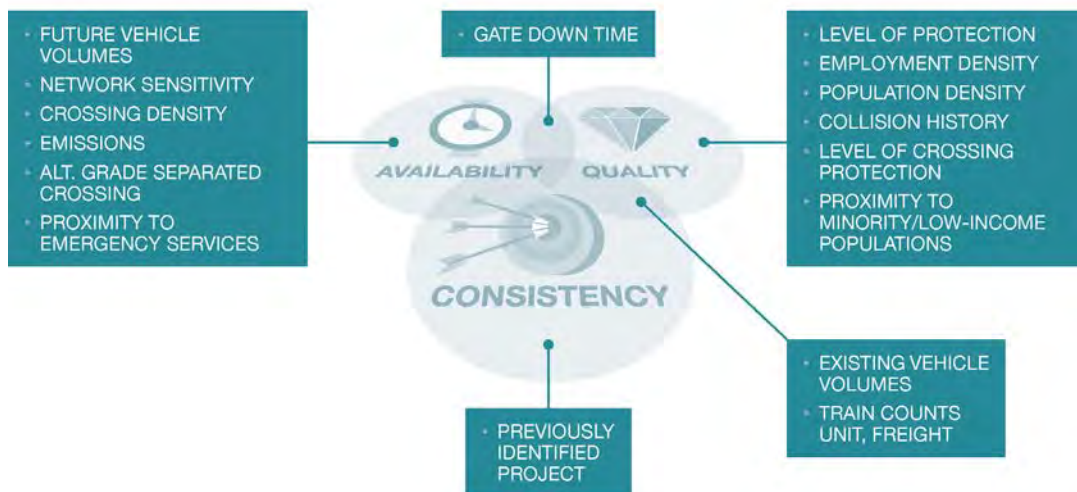 • FUTURE VEHICLE
VOLUMES
• NETWORK SENSITIVITY
• CROSSING DENSITY
• EMISSIONS
• ALT. GRADE SEPARATED
CROSSING
• PROXIMITY TO
EMERGENCY SERVICES
• GATE DOWN TIME
• LEVEL OF PROTECTION
• EMPLOYMENT DENSITY
• POPULATION DENSITY
• COLLISION HISTORY
• LEVEL OF CROSSING
PROTECTION
• PROXIMITY TO
MINORITY/LOW-INCOME
POPULATIONS
AVAILABILITY
QUALITY
CONSISTENCY
• PREVIOUSLY
IDENTIFIED
PROJECT
• EXISTING VEHICLE
VOLUMES
• TRAIN COUNTS
UNIT, FREIGHT